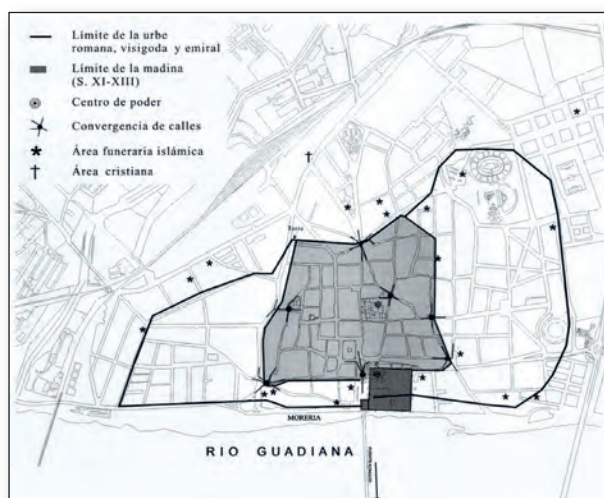 Límite de la urbe
romana, visigoda y emiral
Límite de la madina
(S. XI-XIII)
Centro de poder
Convergencia de calles
Área funeraria islámica
Área cristiana
MORERIA
RIO GUADIANA